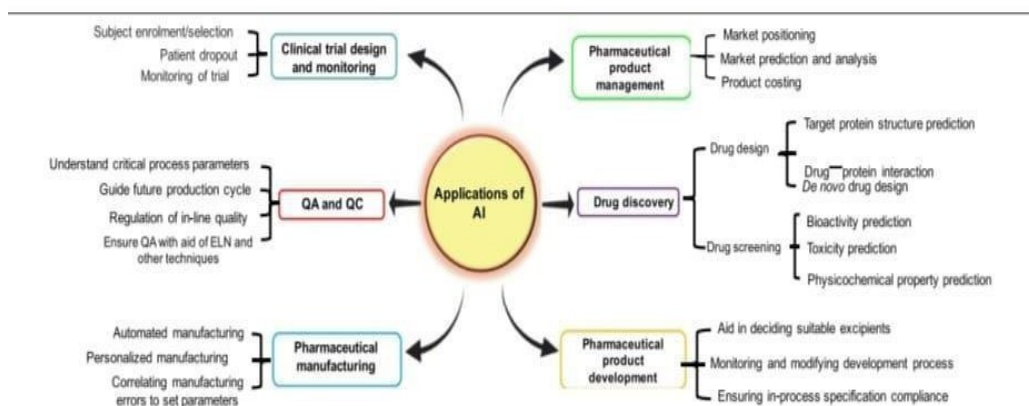 Subject enrolment/selection
Patient dropout
Monitoring of trial
Clinical trial design
and monitoring
Pharmaceutical
product
management
Market positioning
Market prediction and analysis
Product costing
Understand critical process parameters
Guide future production cycle
Regulation of in-line quality
Ensure QA with aid of ELN and
other techniques
QA and QC
Applications of
AI
Drug discovery
Drug design
Target protein structure prediction
Drug—protein interaction
De novo drug design
Drug screening
Bioactivity prediction
Toxicity prediction
Physicochemical property prediction
Automated manufacturing
Personalized manufacturing
Correlating manufacturing
errors to set parameters
Pharmaceutical
manufacturing
Pharmaceutical
product
development
Aid in deciding suitable excipients
Monitoring and modifying development process
Ensuring in-process specification compliance